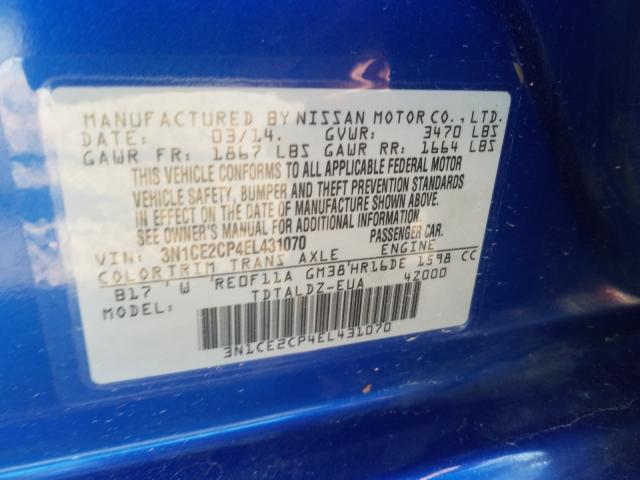 MANUFACTURED BY NISSAN MOTOR CO., LTD.
DATE: 03/14. GVWR: 3470 LBS
GAWR FR: 1867 LBS GAWR RR: 1664 LBS
THIS VEHICLE CONFORMS TO ALL APPLICABLE FEDERAL MOTOR
VEHICLE SAFETY, BUMPER AND THEFT PREVENTION STANDARDS
IN EFFECT ON THE DATE OF MANUFACTURE SHOWN ABOVE.
SEE OWNER'S MANUAL FOR ADDITIONAL INFORMATION.
VIN: 3N1CE2CP4EL431070 PASSENGER CAR.
COLOR TRIM TRANS AXLE ENGINE
B17 W RE0F11A GM38 HR16DE 1598 CC
MODEL: TDTALDZ-EUA 4Z000
3N1CE2CP4EL431070